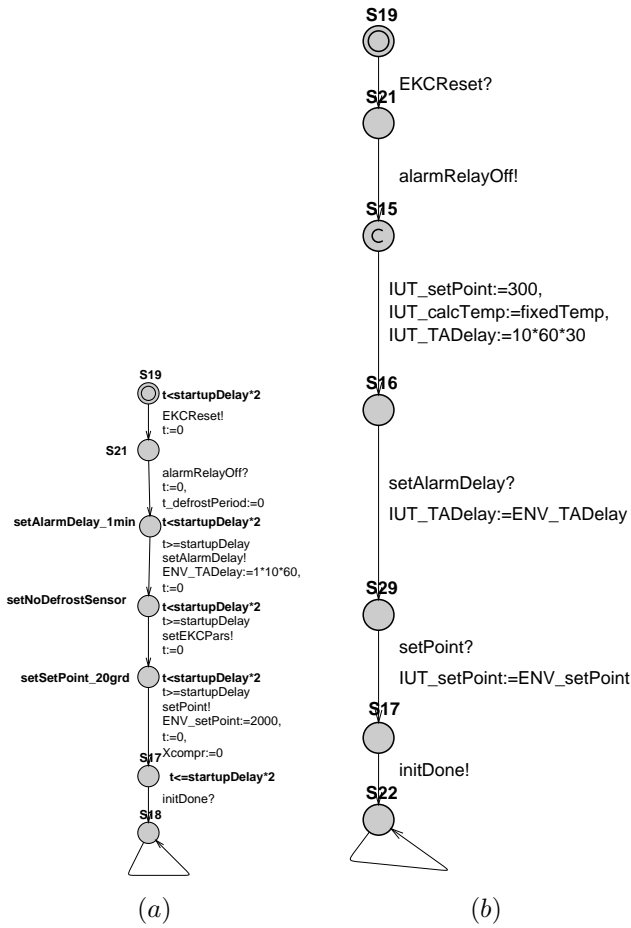 S19
t<startupDelay*2
EKCReset!
t:=0
S21
alarmRelayOff?
t:=0,
t_defrostPeriod:=0
setAlarmDelay_1min
t<startupDelay*2
t>=startupDelay
setAlarmDelay!
ENV_TADelay:=1*10*60,
t:=0
setNoDefrostSensor
t<startupDelay*2
t>=startupDelay
setEKCPars!
t:=0
setSetPoint_20grd
t<startupDelay*2
t>=startupDelay
setPoint!
ENV_setPoint:=2000,
t:=0,
Xcompr:=0
S17
t<=startupDelay*2
initDone?
S18
(a)
S19
EKCReset?
S21
alarmRelayOff!
S15
C
IUT_setPoint:=300,
IUT_calcTemp:=fixedTemp,
IUT_TADelay:=10*60*30
S16
setAlarmDelay?
IUT_TADelay:=ENV_TADelay
S29
setPoint?
IUT_setPoint:=ENV_setPoint
S17
initDone!
S22
(b)